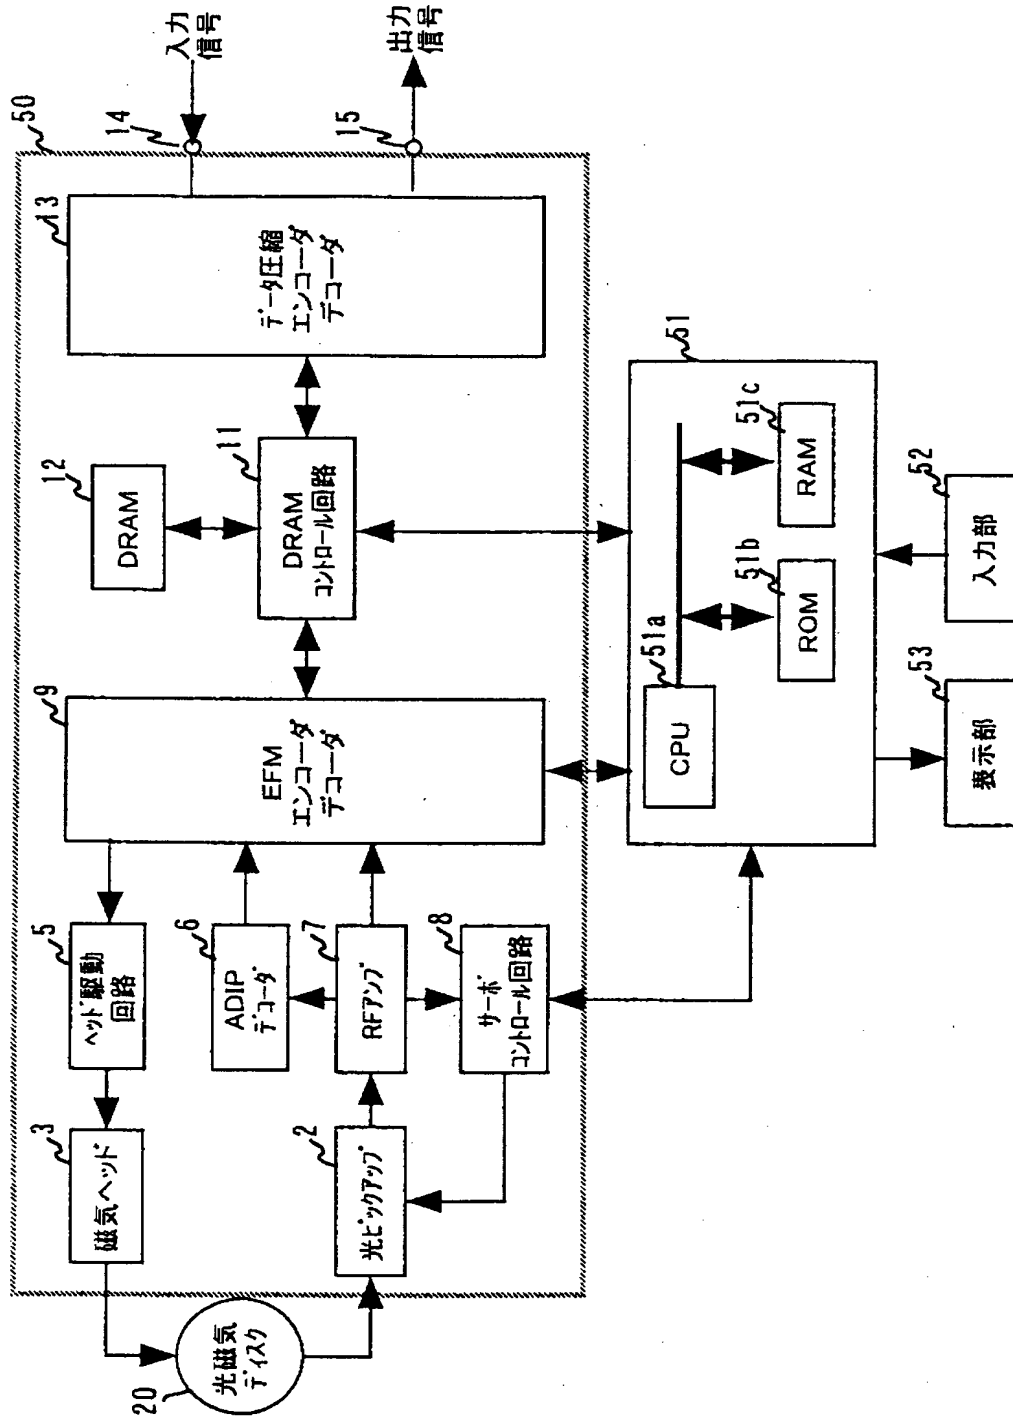 50
入力
信号
14
出力
信号
15
13
データ圧縮
エンコーダ
デコーダ
12
DRAM
11
DRAM
コントロール回路
9
EFM
エンコーダ
デコーダ
5
ヘッド駆動
回路
6
ADIP
デコーダ
7
RFアンプ
8
サーボ
コントロール回路
3
磁気ヘッド
2
光ピックアップ
20
光磁気
ディスク
51
51a
CPU
51b
ROM
51c
RAM
52
入力部
53
表示部